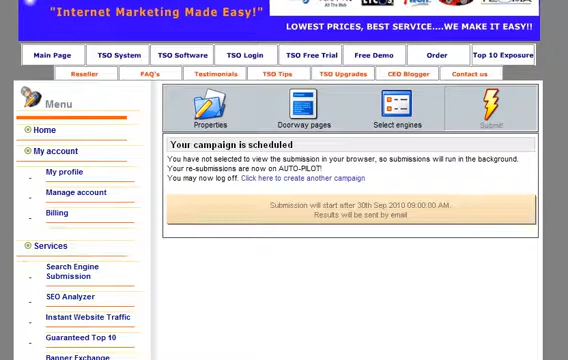 "Internet Marketing Made Easy!"
LOWEST PRICES, BEST SERVICE....WE MAKE IT EASY!!
Main Page
TSO System
TSO Software
TSO Login
TSO Free Trial
Free Demo
Order
Top 10 Exposure
Reseller
FAQ's
Testimonials
TSO Tips
TSO Upgrades
CEO Blogger
Contact us
Menu
Home
My account
My profile
Manage account
Billing
Services
Search Engine
Submission
SEO Analyzer
Instant Website Traffic
Guaranteed Top 10
Banner Exchange
Properties
Doorway pages
Select engines
Submit
Your campaign is scheduled
You have not selected to view the submission in your browser, so submissions will run in the background.
Your re-submissions are now on AUTO-PILOT!
You may now log off. Click here to create another campaign
Submission will start after 30th Sep 2010 09:00:00 AM.
Results will be sent by email